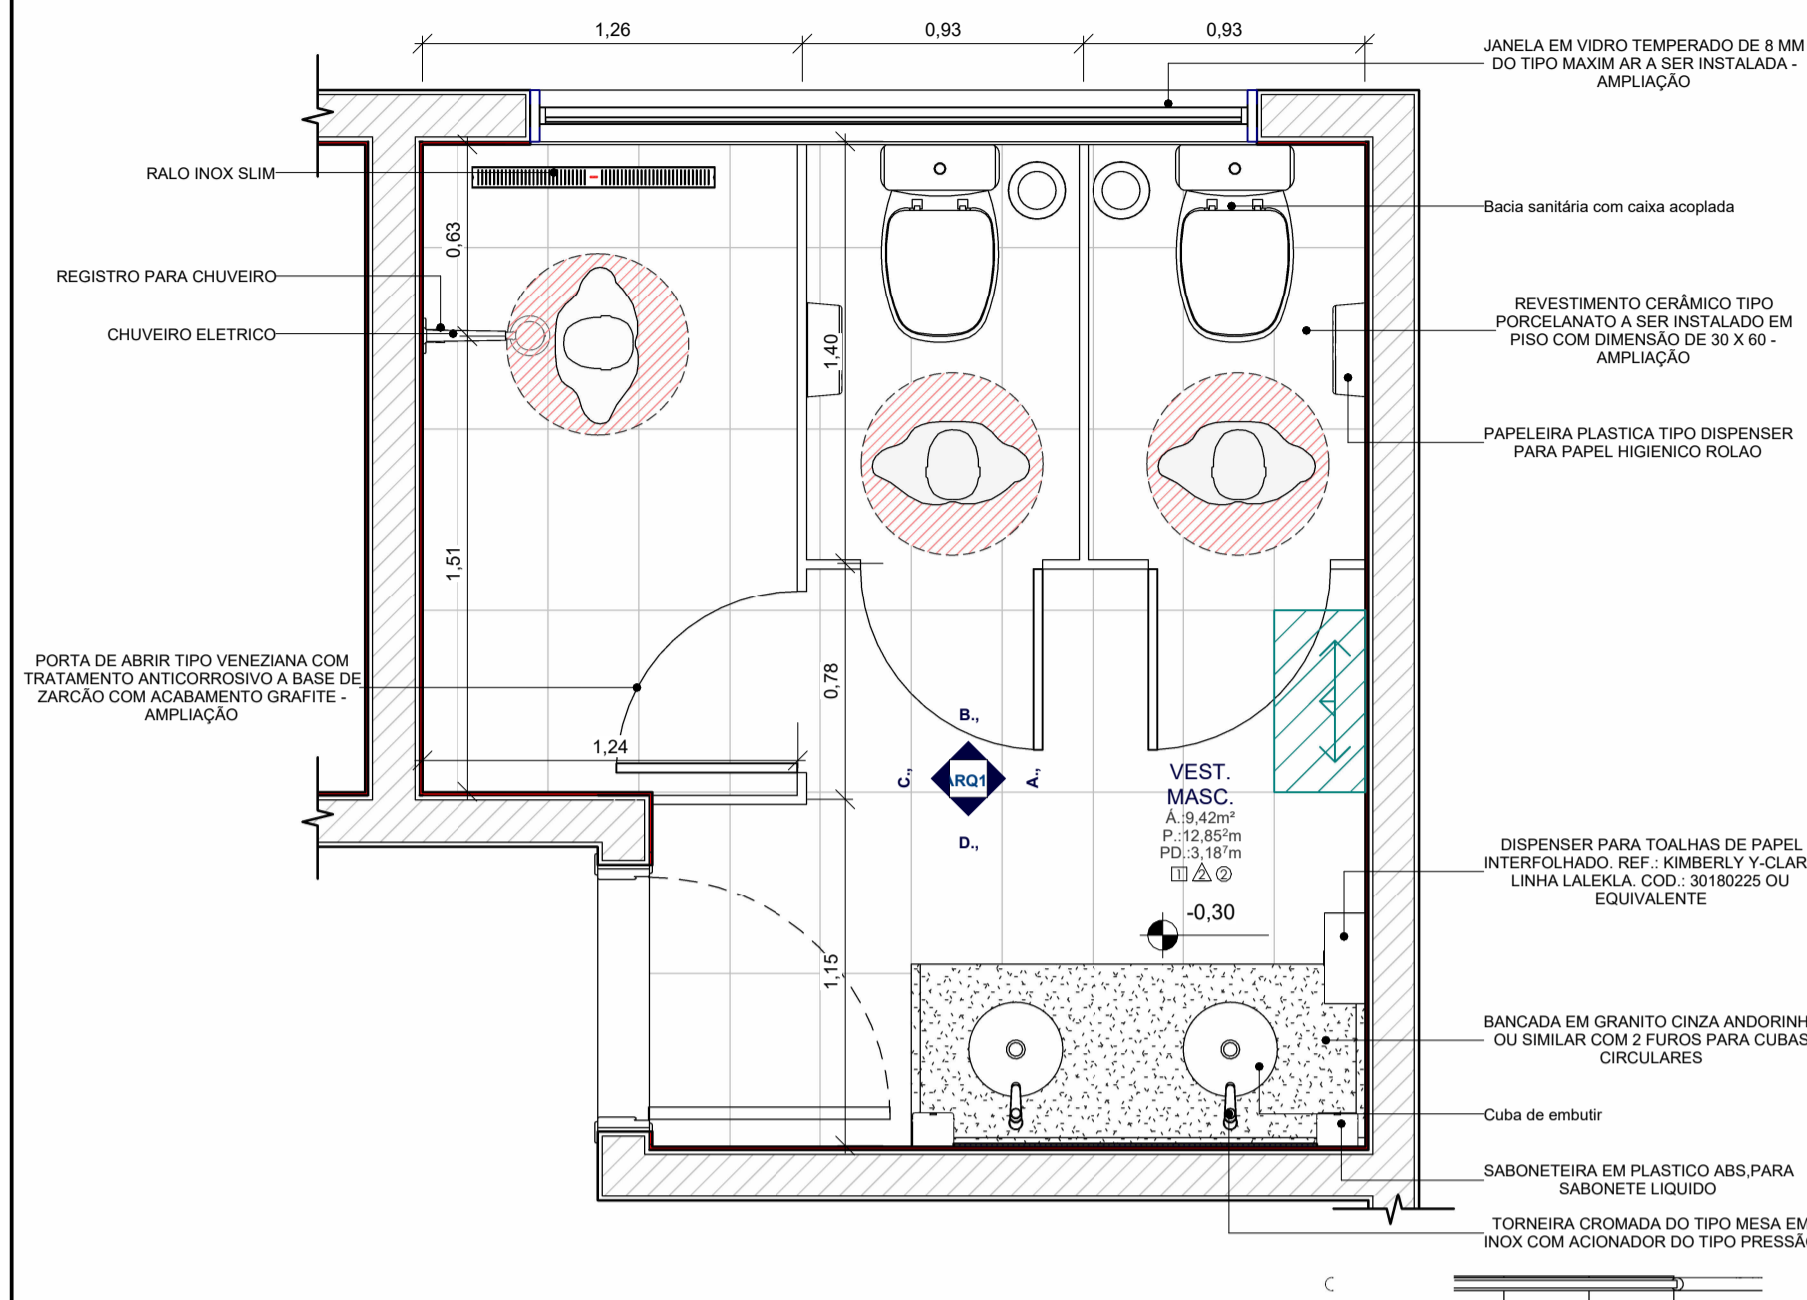 1,26
0,93
0,93
JANELA EM VIDRO TEMPERADO DE 8 MM
DO TIPO MAXIM AR A SER INSTALADA -
AMPLIAÇÃO
RALO INOX SLIM
Bacia sanitária com caixa acoplada
0,63
REGISTRO PARA CHUVEIRO
CHUVEIRO ELETRICO
REVESTIMENTO CERÂMICO TIPO
PORCELANATO A SER INSTALADO EM
PISO COM DIMENSÃO DE 30 X 60 -
AMPLIAÇÃO
1,40
PAPELEIRA PLASTICA TIPO DISPENSER
PARA PAPEL HIGIENICO ROLAO
1,51
PORTA DE ABRIR TIPO VENEZIANA COM
TRATAMENTO ANTICORROSIVO A BASE DE
ZARCÃO COM ACABAMENTO GRAFITE -
AMPLIAÇÃO
0,78
1,24
B.,
C.,
RQ1
A.,
D.,
VEST.
MASC.
Á.:9,42m²
P.:12,85²m
PD.:3,18⁷m
1 2 2
-0,30
DISPENSER PARA TOALHAS DE PAPEL
INTERFOLHADO. REF.: KIMBERLY Y-CLAR
LINHA LALEKLA. COD.: 30180225 OU
EQUIVALENTE
1,15
BANCADA EM GRANITO CINZA ANDORINH
OU SIMILAR COM 2 FUROS PARA CUBAS
CIRCULARES
Cuba de embutir
SABONETEIRA EM PLASTICO ABS,PARA
SABONETE LIQUIDO
TORNEIRA CROMADA DO TIPO MESA EM
INOX COM ACIONADOR DO TIPO PRESSÃ